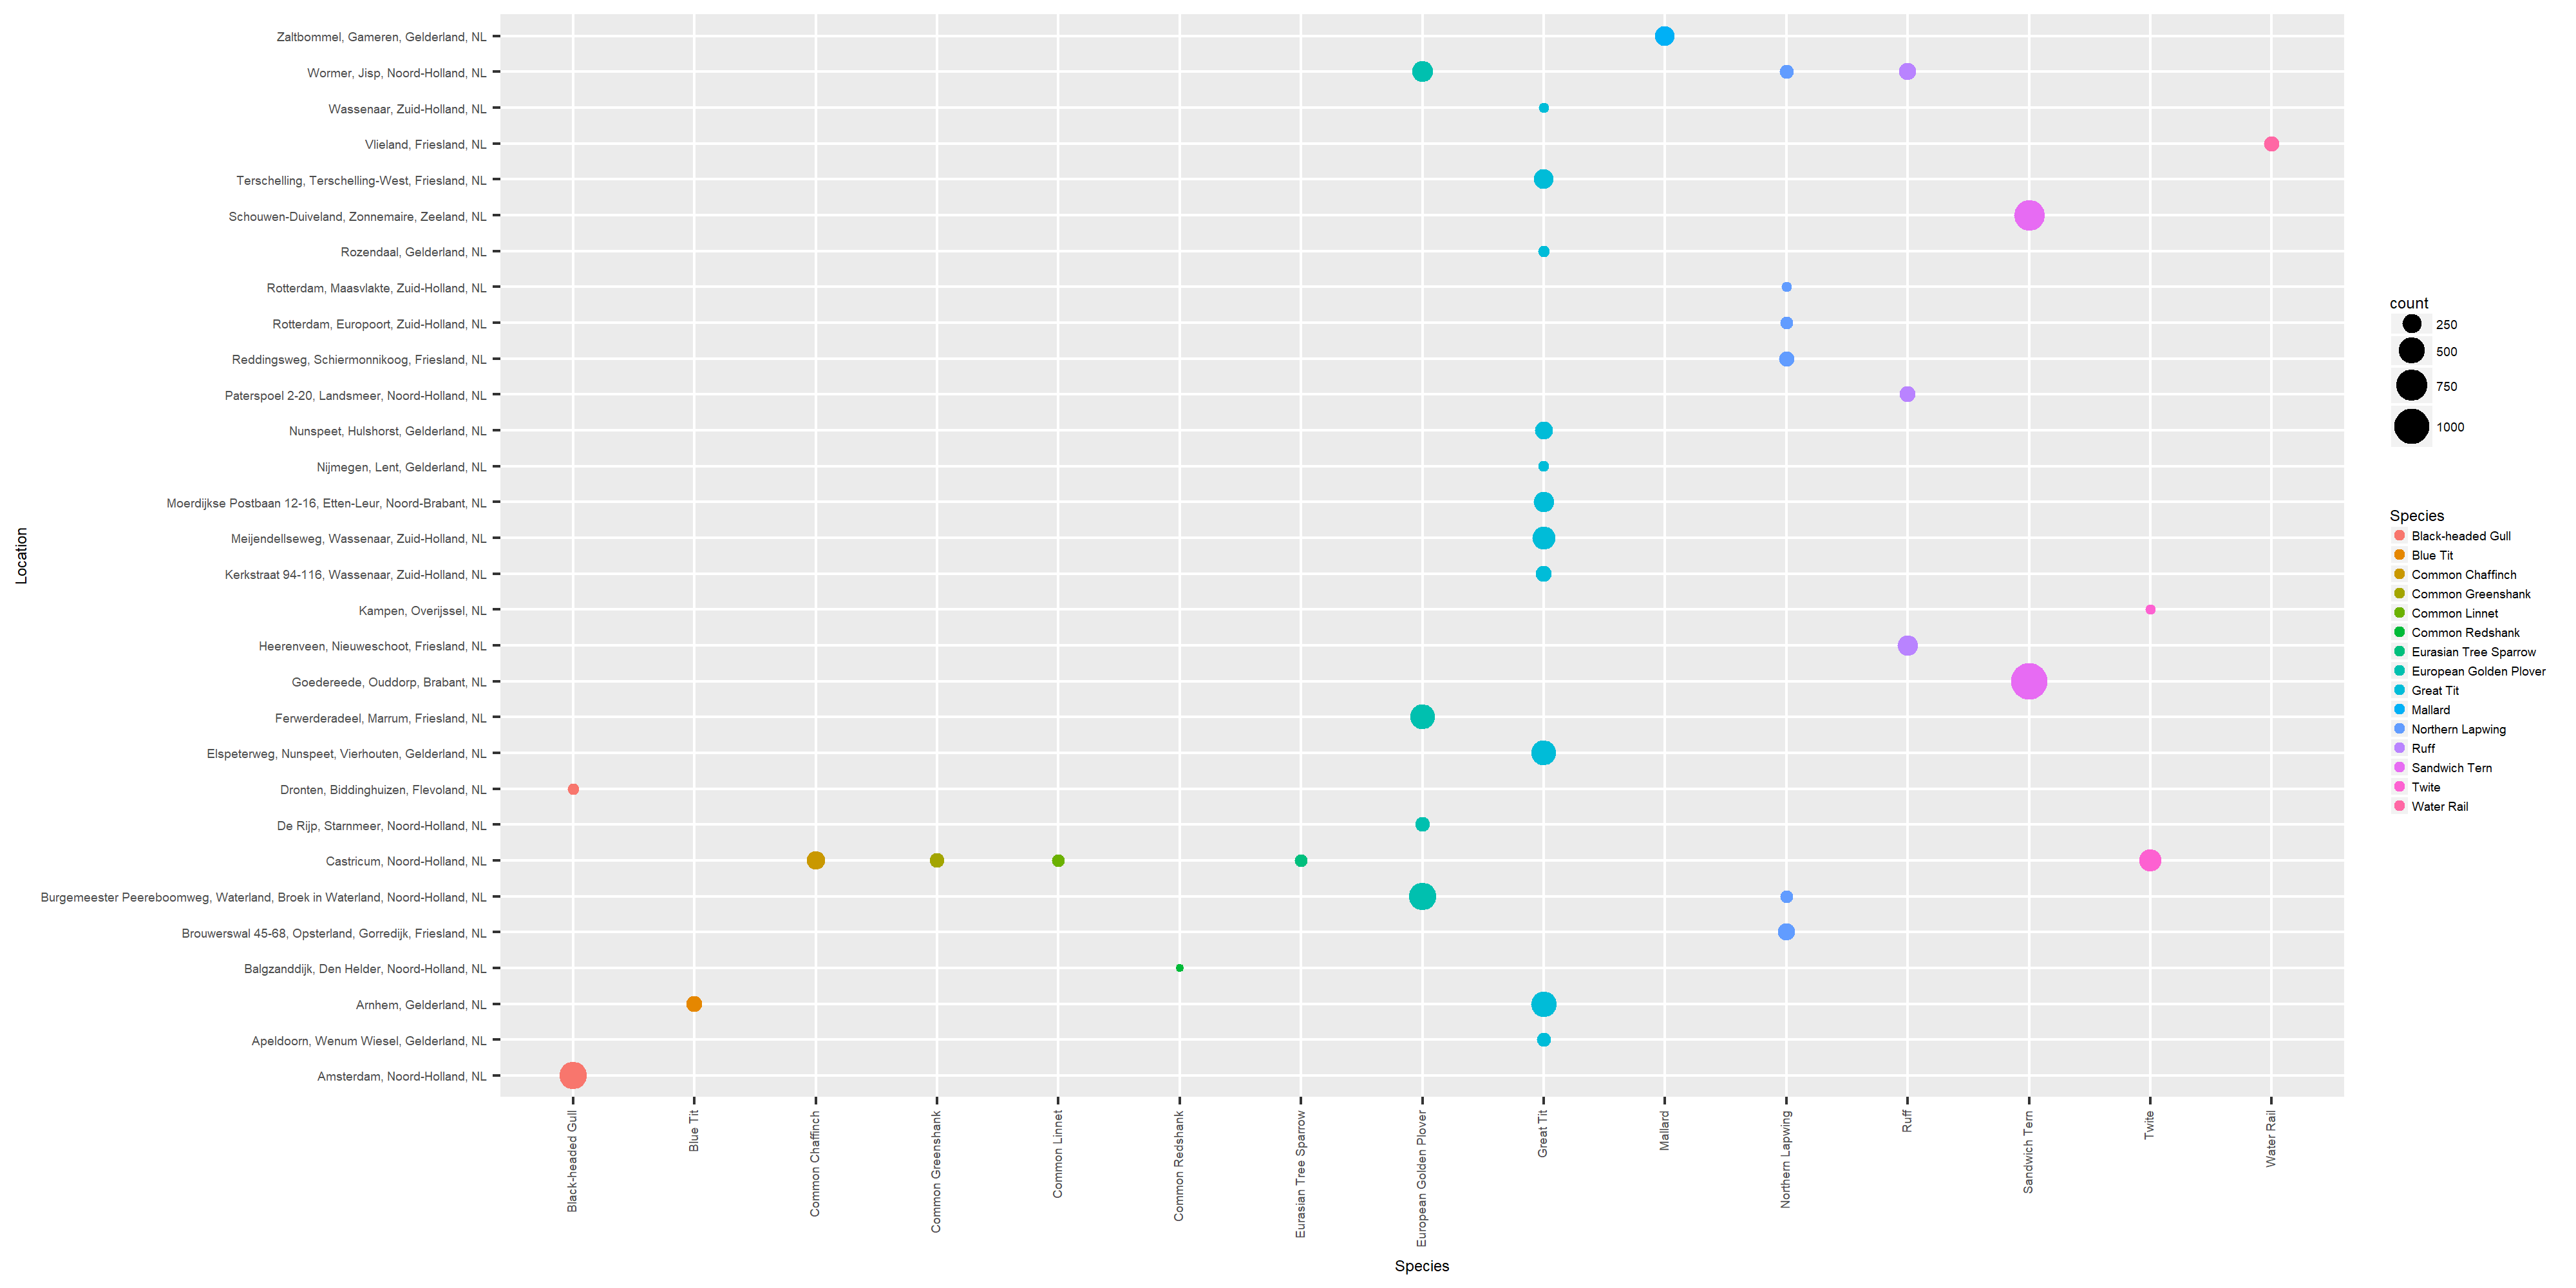 Zaltbommel, Gameren, Gelderland, NL
Wormer, Jisp, Noord-Holland, NL
Wassenaar, Zuid-Holland, NL
Vlieland, Friesland, NL
Terschelling, Terschelling-West, Friesland, NL
Schouwen-Duiveland, Zonnemaire, Zeeland, NL
Rozendaal, Gelderland, NL
Rotterdam, Maasvlakte, Zuid-Holland, NL
Rotterdam, Europoort, Zuid-Holland, NL
Reddingsweg, Schiermonnikoog, Friesland, NL
Paterspoel 2-20, Landsmeer, Noord-Holland, NL
Nunspeet, Hulshorst, Gelderland, NL
Nijmegen, Lent, Gelderland, NL
Moerdijkse Postbaan 12-16, Etten-Leur, Noord-Brabant, NL
Meijendellseweg, Wassenaar, Zuid-Holland, NL
Kerkstraat 94-116, Wassenaar, Zuid-Holland, NL
Kampen, Overijssel, NL
Heerenveen, Nieuweschoot, Friesland, NL
Goedereede, Ouddorp, Brabant, NL
Ferwerderadeel, Marrum, Friesland, NL
Elspeterweg, Nunspeet, Vierhouten, Gelderland, NL
Dronten, Biddinghuizen, Flevoland, NL
De Rijp, Starnmeer, Noord-Holland, NL
Castricum, Noord-Holland, NL
Burgemeester Peereboomweg, Waterland, Broek in Waterland, Noord-Holland, NL
Brouwerswal 45-68, Opsterland, Gorredijk, Friesland, NL
Balgzanddijk, Den Helder, Noord-Holland, NL
Arnhem, Gelderland, NL
Apeldoorn, Wenum Wiesel, Gelderland, NL
Amsterdam, Noord-Holland, NL
Location
Black-headed Gull
Blue Tit
Common Chaffinch
Common Greenshank
Common Linnet
Common Redshank
Eurasian Tree Sparrow
European Golden Plover
Great Tit
Mallard
Northern Lapwing
Ruff
Sandwich Tern
Twite
Water Rail
Species
count
250
500
750
1000
Species
Black-headed Gull
Blue Tit
Common Chaffinch
Common Greenshank
Common Linnet
Common Redshank
Eurasian Tree Sparrow
European Golden Plover
Great Tit
Mallard
Northern Lapwing
Ruff
Sandwich Tern
Twite
Water Rail